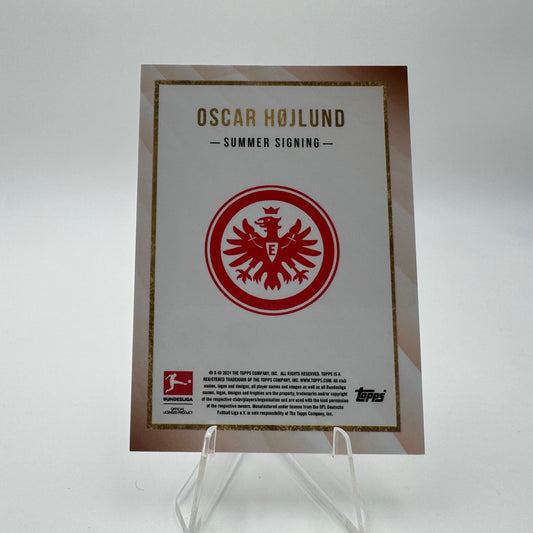 OSCAR HØJLUND
— SUMMER SIGNING —
E
® & © 2024 THE TOPPS COMPANY, INC. ALL RIGHTS RESERVED. TOPPS IS A
REGISTERED TRADEMARK OF THE TOPPS COMPANY, INC. WWW.TOPPS.COM. All club
names, logos and designs, all player names and images as well as all Bundesliga
names, logos, designs and trophies are the property, trademarks and/or copyright
of the respective clubs/players/organisation and are used with the kind permission
of the respective owners. Manufactured under license from the DFL Deutsche
Fußball Liga e.V. is sole responsibility of The Topps Company, Inc.
BUNDESLIGA
OFFICIAL
LICENSED PRODUCT
Topps